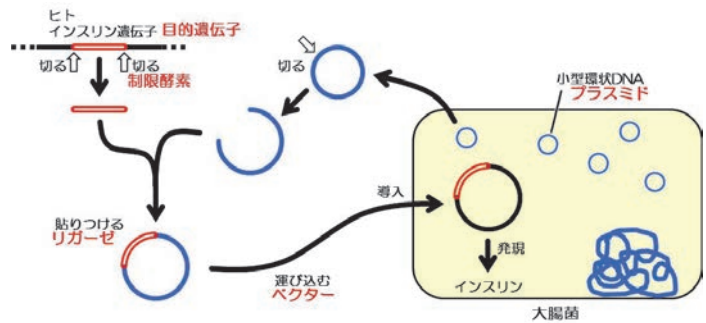 ヒト
インスリン遺伝子 目的遺伝子
切る 切る
制限酵素
切る
小型環状DNA
プラスミド
貼りつける
リガーゼ
導入
運び込む
ベクター
発現
インスリン
大腸菌